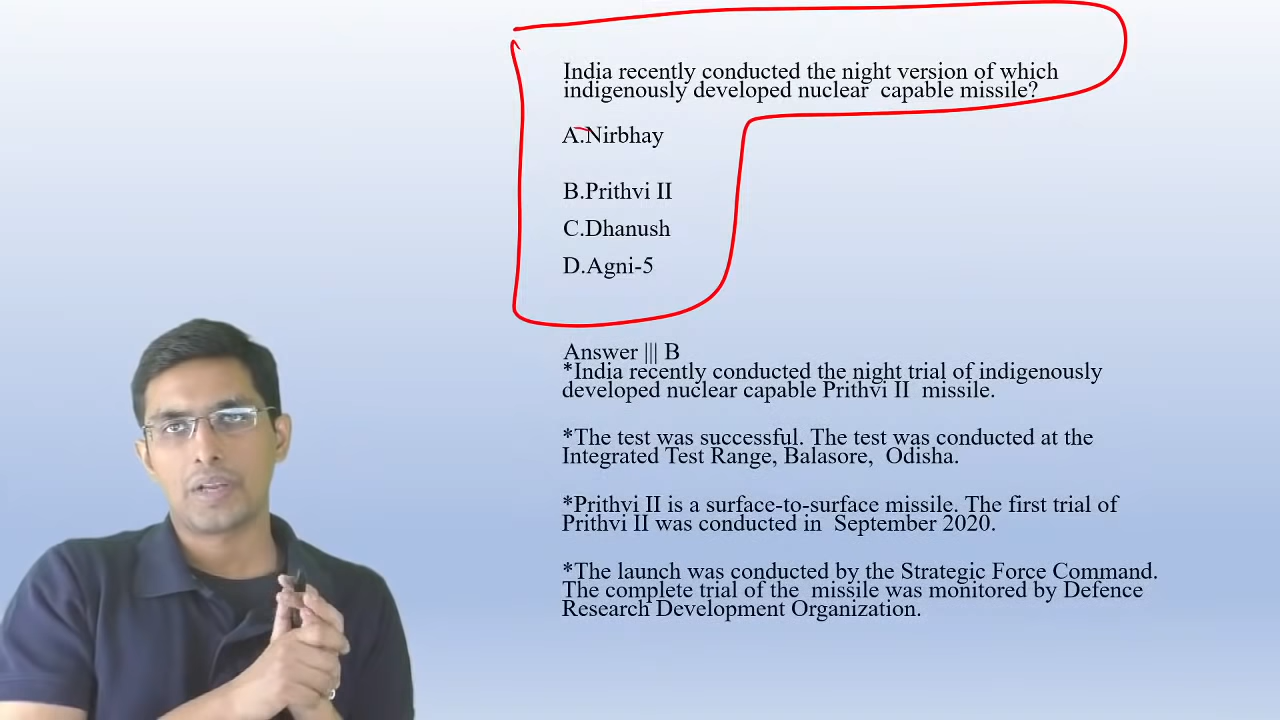 India recently conducted the night version of which
indigenously developed nuclear capable missile?
A.Nirbhay
B.Prithvi II
C.Dhanush
D.Agni-5
Answer ||| B
*India recently conducted the night trial of indigenously
developed nuclear capable Prithvi II missile.
*The test was successful. The test was conducted at the
Integrated Test Range, Balasore, Odisha.
*Prithvi II is a surface-to-surface missile. The first trial of
Prithvi II was conducted in September 2020.
*The launch was conducted by the Strategic Force Command.
The complete trial of the missile was monitored by Defence
Research Development Organization.